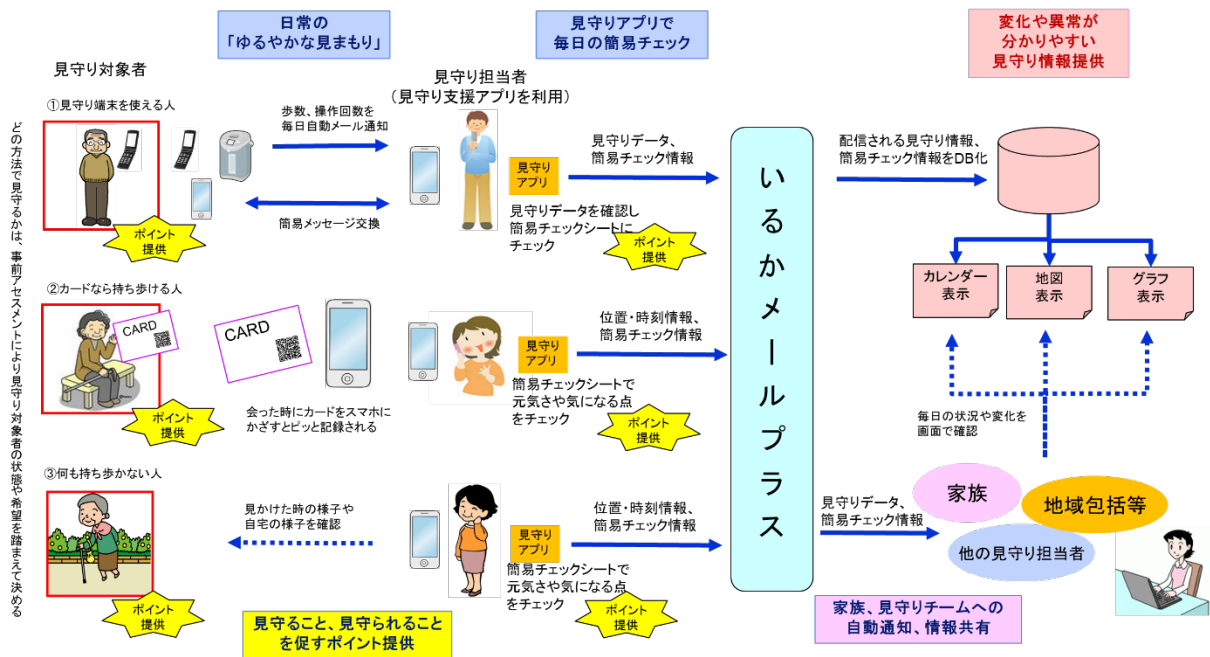 日常の
「ゆるやかな見まもり」
見守りアプリで
毎日の簡易チェック
変化や異常が
分かりやすい
見守り情報提供
見守り対象者
見守り担当者
（見守り支援アプリを利用）
どの方法で見守るかは、事前アセスメントにより見守り対象者の状態や希望を踏まえて決める
①見守り端末を使える人
歩数、操作回数を
毎日自動メール通知
簡易メッセージ交換
ポイント
提供
見守り
アプリ
見守りデータを確認し
簡易チェックシートに
チェック
ポイント
提供
見守りデータ、
簡易チェック情報
②カードなら持ち歩ける人
CARD
CARD
ポイント
提供
会った時にカードをスマホに
かざすとピッと記録される
見守り
アプリ
簡易チェックシートで
元気さや気になる点
をチェック
ポイント
提供
位置・時刻情報、
簡易チェック情報
③何も持ち歩かない人
ポイント
提供
見かけた時の様子や
自宅の様子を確認
見守り
アプリ
簡易チェックシートで
元気さや気になる点
をチェック
ポイント
提供
位置・時刻情報、
簡易チェック情報
見守ること、見守られること
を促すポイント提供
いるかメールプラス
配信される見守り情報、
簡易チェック情報をDB化
カレンダー
表示
地図
表示
グラフ
表示
毎日の状況や変化を
画面で確認
見守りデータ、
簡易チェック情報
家族
地域包括等
他の見守り担当者
家族、見守りチームへの
自動通知、情報共有